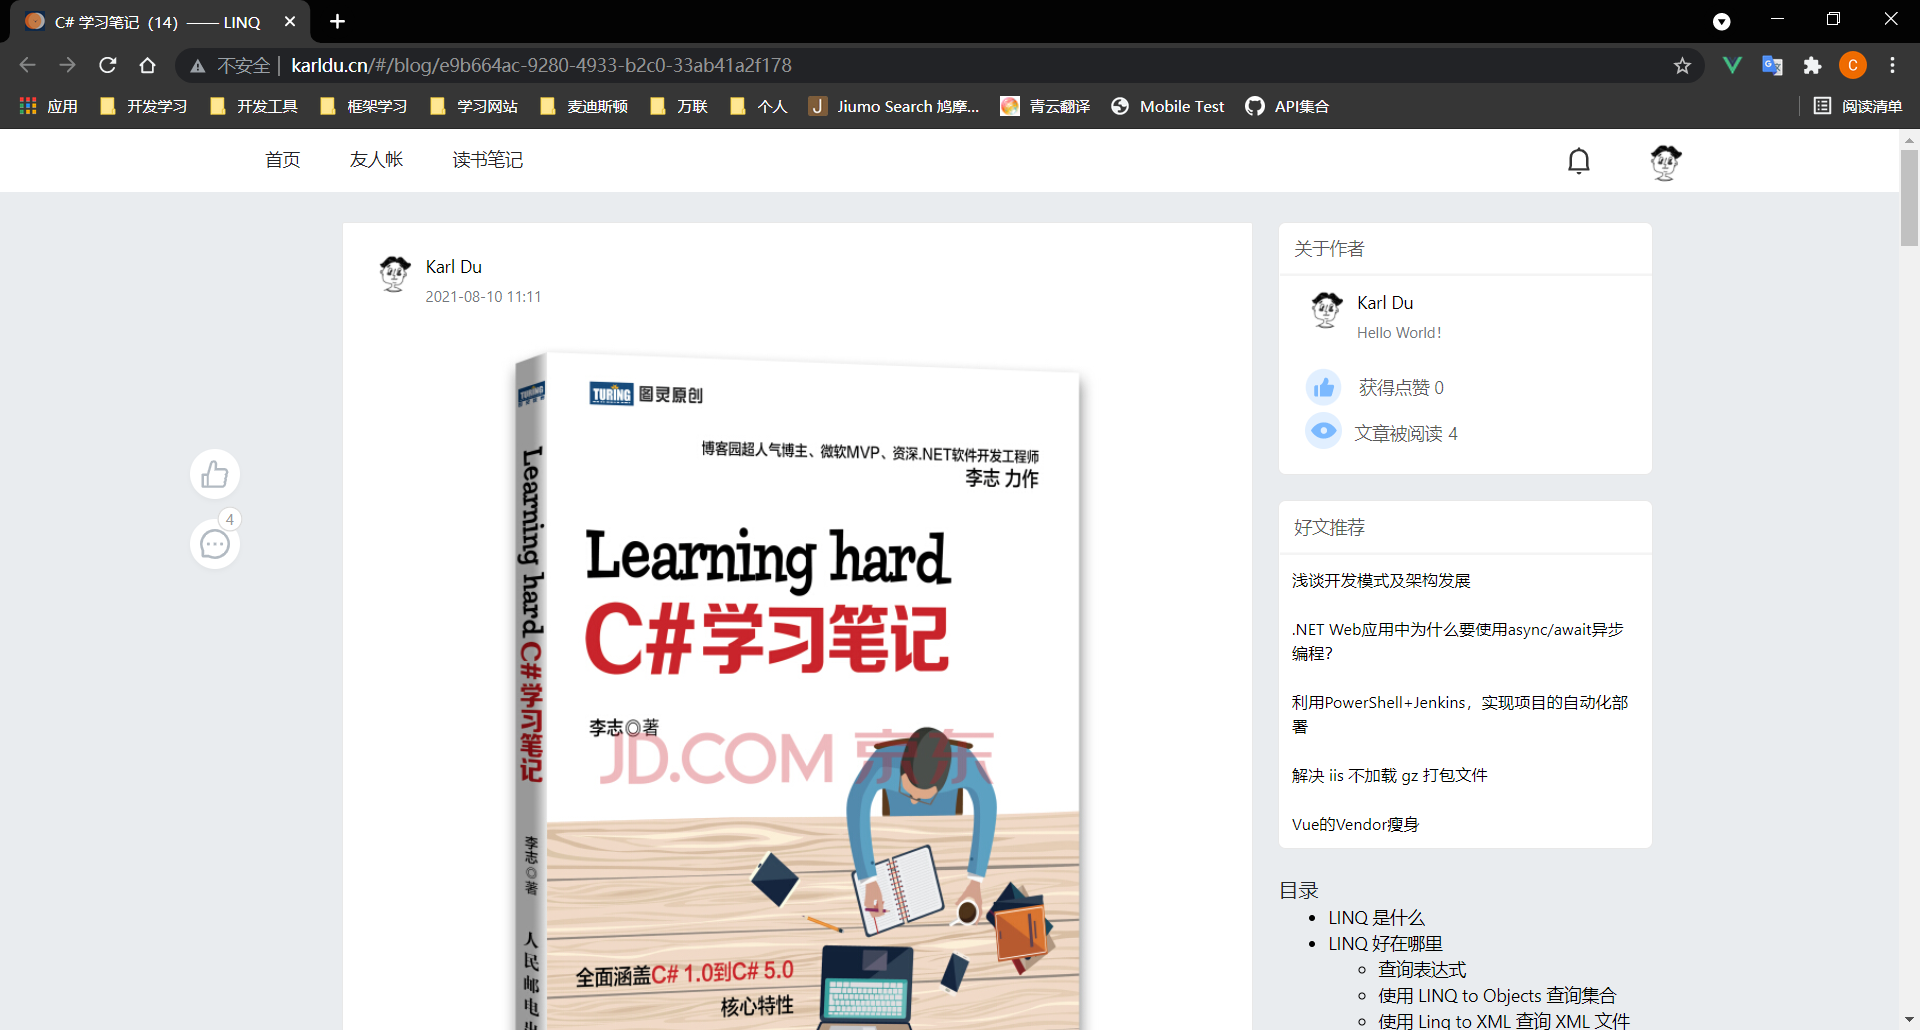 C# 学习笔记（14）—— LINQ
不安全 | karldu.cn/#/blog/e9b664ac-9280-4933-b2c0-33ab41a2f178
C
应用 开发学习 开发工具 框架学习 学习网站 麦迪斯顿 万联 个人 J Jiumo Search 鸠摩... 青云翻译 Mobile Test API集合 阅读清单
首页 友人帐 读书笔记
Karl Du
2021-08-10 11:11
TURING 图灵原创
博客园超人气博主、微软MVP、资深.NET软件开发工程师
李志 力作
Learning hard
C#学习笔记
李志◎著
JD.COM 京东
全面涵盖C# 1.0到C# 5.0
核心特性
TURING
Learning hard C#学习笔记
李志◎著
人民邮电出
4
关于作者
Karl Du
Hello World!
获得点赞 0
文章被阅读 4
好文推荐
浅谈开发模式及架构发展
.NET Web应用中为什么要使用async/await异步
编程?
利用PowerShell+Jenkins，实现项目的自动化部
署
解决 iis 不加载 gz 打包文件
Vue的Vendor瘦身
目录
LINQ 是什么
LINQ 好在哪里
查询表达式
使用 LINQ to Objects 查询集合
使用 Linq to XML 查询 XML 文件